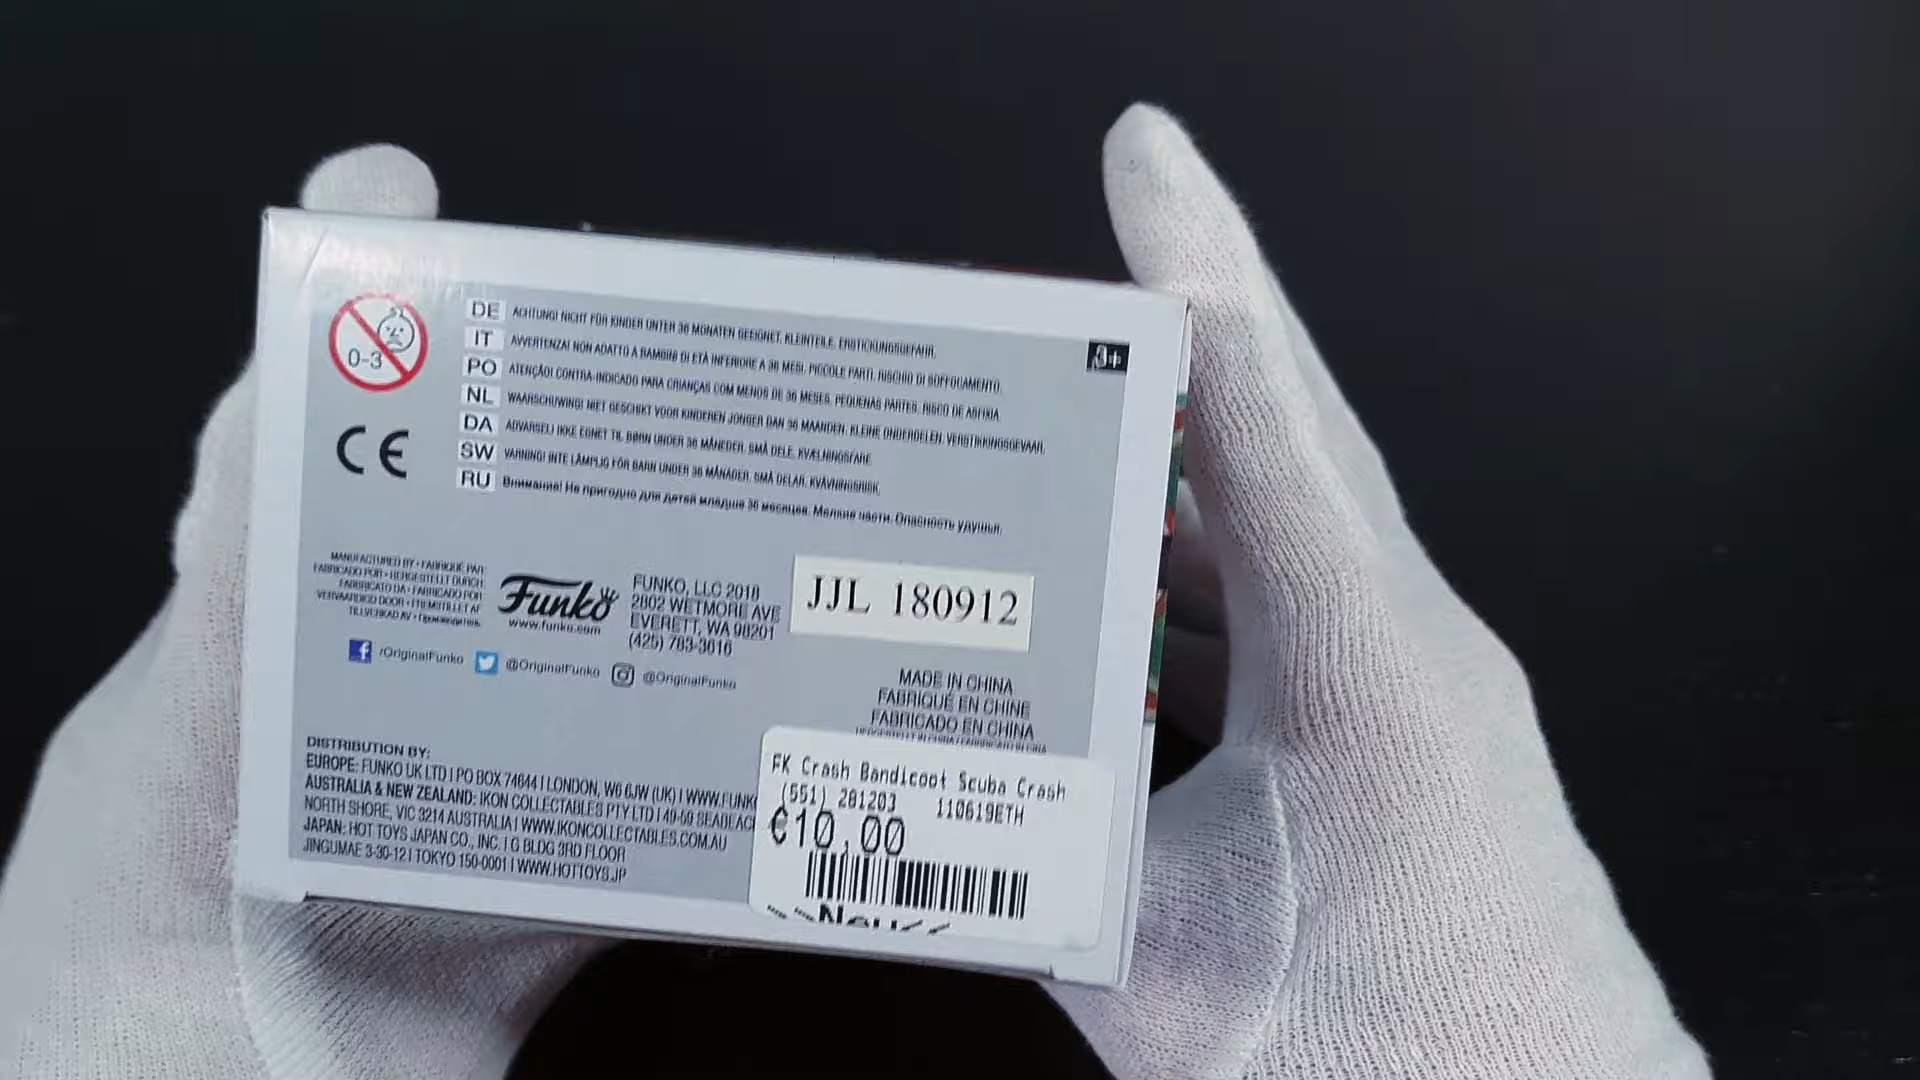 0-3
DE ACHTUNG! NICHT FÜR KINDER UNTER 36 MONATEN GEEIGNET. KLEINTEILE. ERSTICKUNGSGEFAHR.
IT AVVERTENZA! NON ADATTO A BAMBINI DI ETÀ INFERIORE A 36 MESI. PICCOLE PARTI. RISCHIO DI SOFFOCAMENTO.
PO ATENÇÃO! CONTRA-INDICADO PARA CRIANÇAS COM MENOS DE 36 MESES. PEQUENAS PARTES. RISCO DE ASFIXIA
NL WAARSCHUWING! NIET GESCHIKT VOOR KINDEREN JONGER DAN 36 MAANDEN. KLEINE ONDERDELEN. VERSTIKKINGSGEVAAR.
DA ADVARSEL! IKKE EGNET TIL BØRN UNDER 36 MÅNEDER. SMÅ DELE. KVÆLNINGSFARE
SW VARNING! INTE LÄMPLIG FÖR BARN UNDER 36 MÅNADER. SMÅ DELAR. KVÄVNINGSRISK.
RU Внимание! Не пригодно для детей младше 36 месяцев. Мелкие части. Опасность удушья.
3+
CE
MANUFACTURED BY • FABRIQUÉ PAR
FABRICADO POR • HERGESTELLT DURCH:
FABBRICATO DA • FABRICADO POR
VERVAARDIGD DOOR • FREMSTILLET AF
TILLVERKAD AV • Производитель
Funko
www.funko.com
FUNKO, LLC 2018
2802 WETMORE AVE
EVERETT, WA 98201
(425) 783-3616
JJL 180912
/OriginalFunko @OriginalFunko @OriginalFunko
MADE IN CHINA
FABRIQUÉ EN CHINE
FABRICADO EN CHINA
DISTRIBUTION BY:
EUROPE: FUNKO UK LTD | PO BOX 74644 | LONDON, W6 6JW (UK) | WWW.FUNK
AUSTRALIA & NEW ZEALAND: IKON COLLECTABLES PTY LTD | 49-59 SEABEAC
NORTH SHORE, VIC 3214 AUSTRALIA | WWW.IKONCOLLECTABLES.COM.AU
JAPAN: HOT TOYS JAPAN CO., INC. | G BLDG 3RD FLOOR
JINGUMAE 3-30-12 | TOKYO 150-0001 | WWW.HOTTOYS.JP
FK Crash Bandicoot Scuba Crash
(551) 281203 110619ETH
€10,00
>>Neu<<